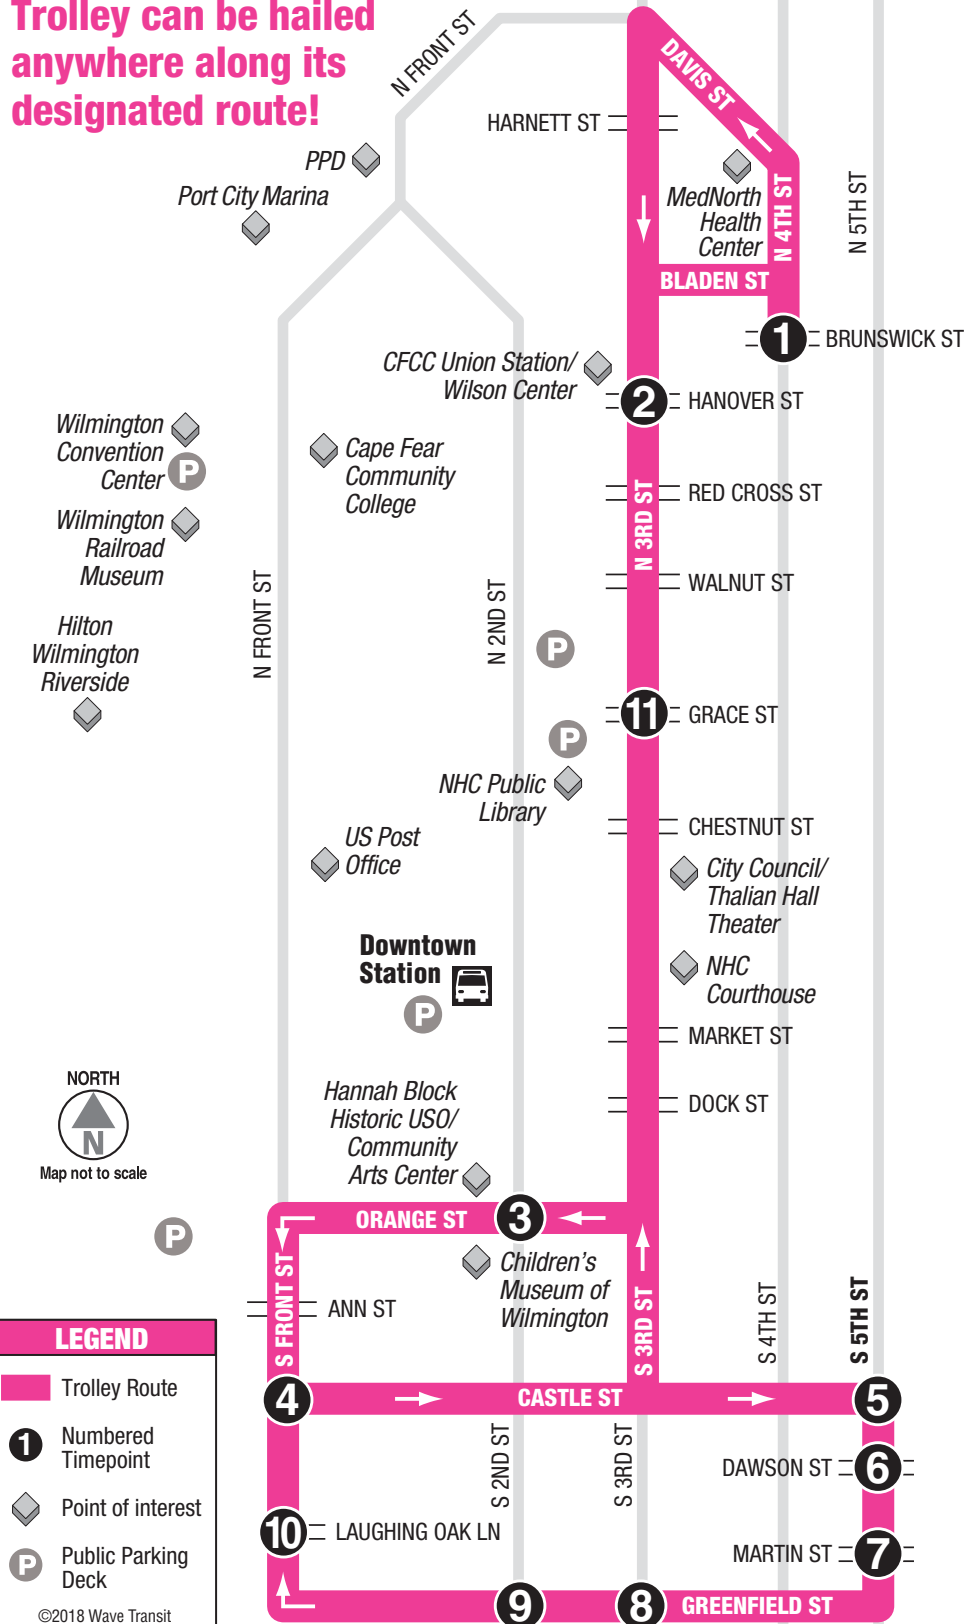 Trolley can be hailed
anywhere along its
designated route!
N FRONT ST
DAVIS ST
HARNETT ST
PPD
Port City Marina
MedNorth
Health
Center
N 4TH ST
N 5TH ST
BLADEN ST
1
BRUNSWICK ST
CFCC Union Station/
Wilson Center
2
HANOVER ST
Wilmington
Convention
Center
P
Cape Fear
Community
College
RED CROSS ST
N 3RD ST
Wilmington
Railroad
Museum
WALNUT ST
N FRONT ST
N 2ND ST
Hilton
Wilmington
Riverside
P
11
GRACE ST
P
NHC Public
Library
CHESTNUT ST
US Post
Office
City Council/
Thalian Hall
Theater
Downtown
Station
P
NHC
Courthouse
MARKET ST
NORTH
N
Map not to scale
Hannah Block
Historic USO/
Community
Arts Center
DOCK ST
P
ORANGE ST
3
Children's
Museum of
Wilmington
S FRONT ST
ANN ST
S 3RD ST
S 4TH ST
S 5TH ST
4
CASTLE ST
5
S 2ND ST
S 3RD ST
DAWSON ST
6
10
LAUGHING OAK LN
MARTIN ST
7
9
8
GREENFIELD ST
LEGEND
Trolley Route
1
Numbered
Timepoint
Point of interest
P
Public Parking
Deck
©2018 Wave Transit